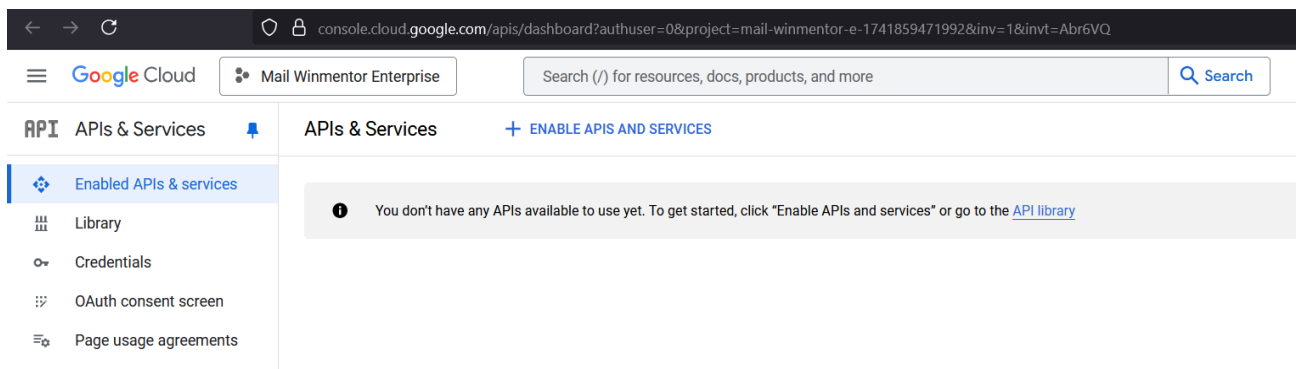 console.cloud.google.com/apis/dashboard?authuser=0&project=mail-winmentor-e-1741859471992&inv=1&invt=Abr6VQ
Google Cloud
Mail Winmentor Enterprise
Search (/) for resources, docs, products, and more
Search
API APIs & Services
APIs & Services
+ ENABLE APIS AND SERVICES
Enabled APIs & services
You don't have any APIs available to use yet. To get started, click “Enable APIs and services” or go to the API library
Library
Credentials
OAuth consent screen
Page usage agreements